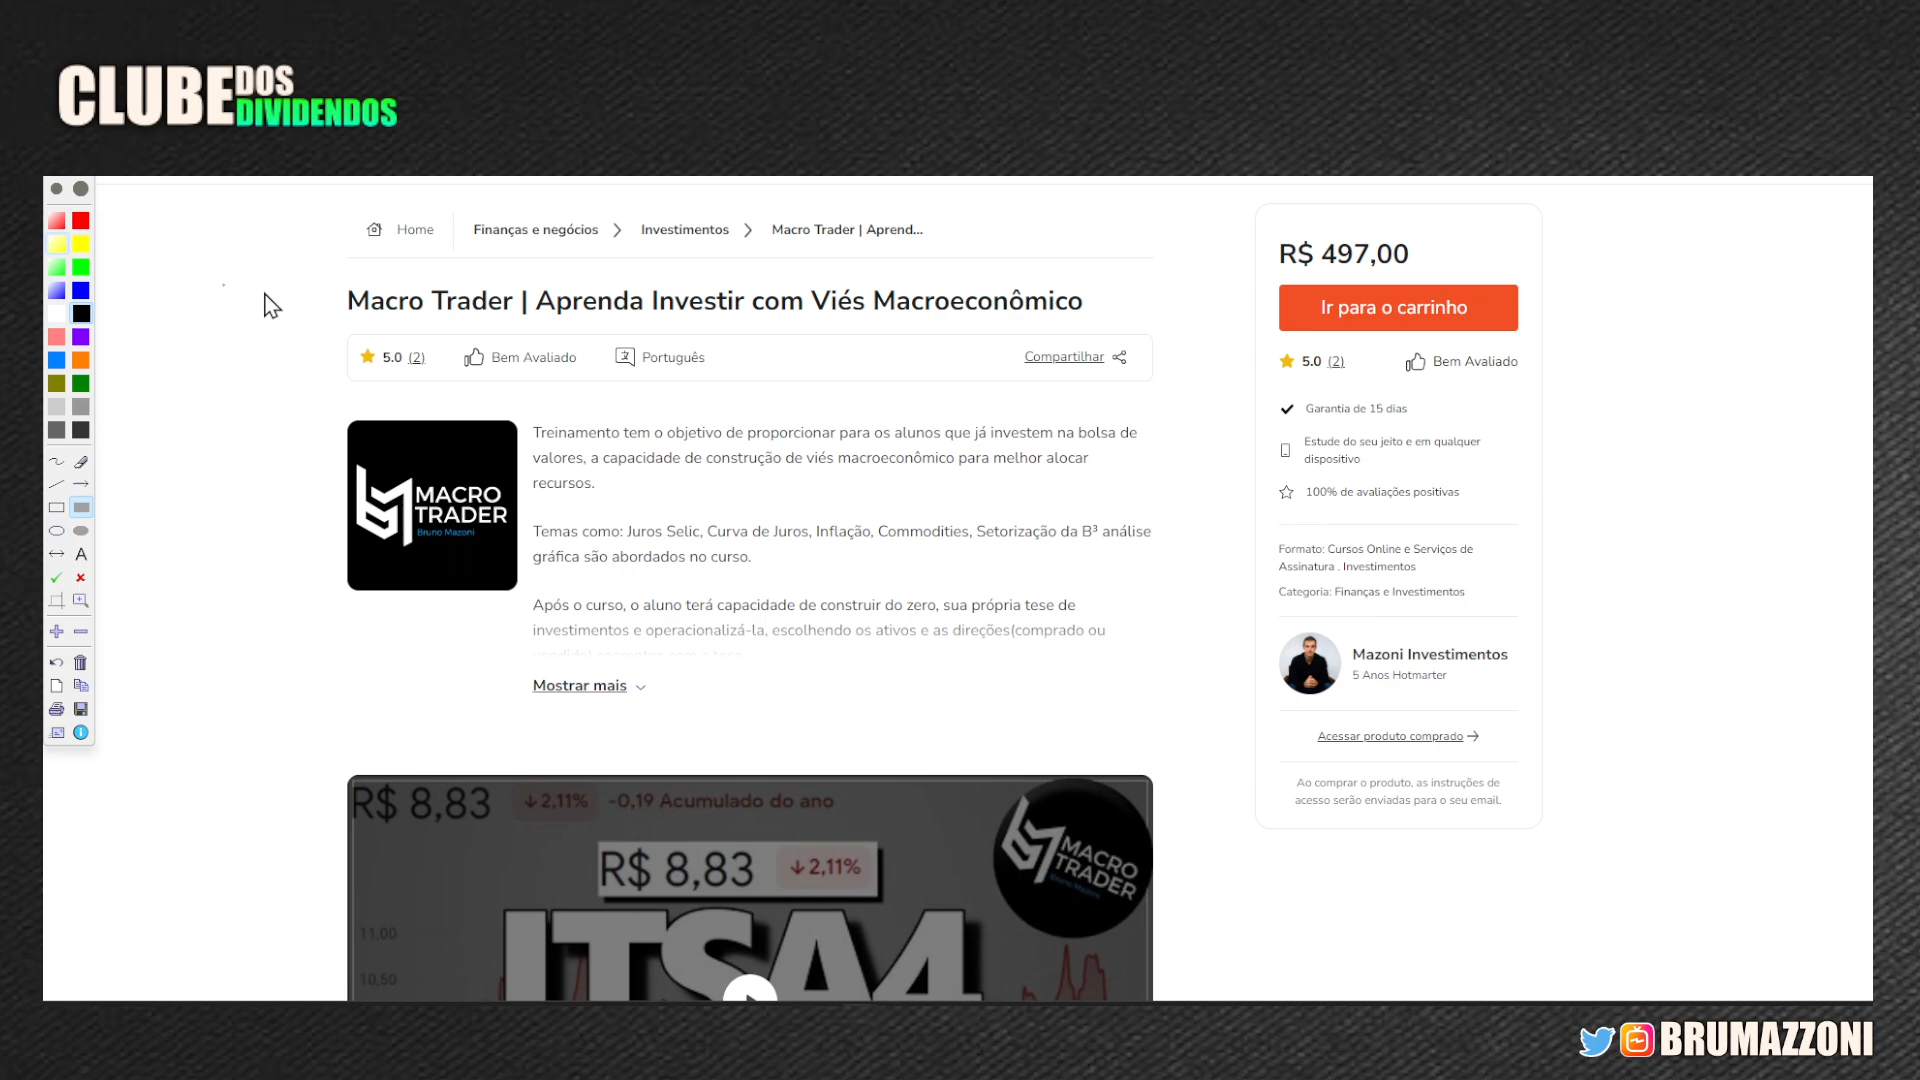 CLUBE DOS DIVIDENDOS
Home
Finanças e negócios
Investimentos
Macro Trader | Aprend...
Macro Trader | Aprenda Investir com Viés Macroeconômico
5.0 (2)
Bem Avaliado
Português
Compartilhar
MACRO
TRADER
Bruno Mazoni
Treinamento tem o objetivo de proporcionar para os alunos que já investem na bolsa de
valores, a capacidade de construção de viés macroeconômico para melhor alocar
recursos.
Temas como: Juros Selic, Curva de Juros, Inflação, Commodities, Setorização da B³ análise
gráfica são abordados no curso.
Após o curso, o aluno terá capacidade de construir do zero, sua própria tese de
investimentos e operacionalizá-la, escolhendo os ativos e as direções(comprado ou
vendido) coerentes com a tese.
Mostrar mais
R$ 8,83
2,11%
-0,19 Acumulado do ano
R$ 8,83
2,11%
MACRO
TRADER
ITSA4
11,00
10,50
R$ 497,00
Ir para o carrinho
5.0 (2)
Bem Avaliado
Garantia de 15 dias
Estude do seu jeito e em qualquer
dispositivo
100% de avaliações positivas
Formato: Cursos Online e Serviços de
Assinatura . Investimentos
Categoria: Finanças e Investimentos
Mazoni Investimentos
5 Anos Hotmarter
Acessar produto comprado
Ao comprar o produto, as instruções de
acesso serão enviadas para o seu email.
A
BRUMAZZONI